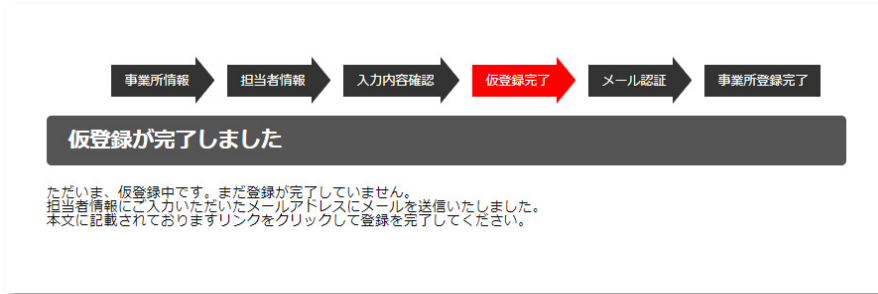 事業所情報
担当者情報
入力内容確認
仮登録完了
メール認証
事業所登録完了
仮登録が完了しました
ただいま、仮登録中です。まだ登録が完了していません。
担当者情報にご入力いただいたメールアドレスにメールを送信いたしました。
本文に記載されておりますリンクをクリックして登録を完了してください。